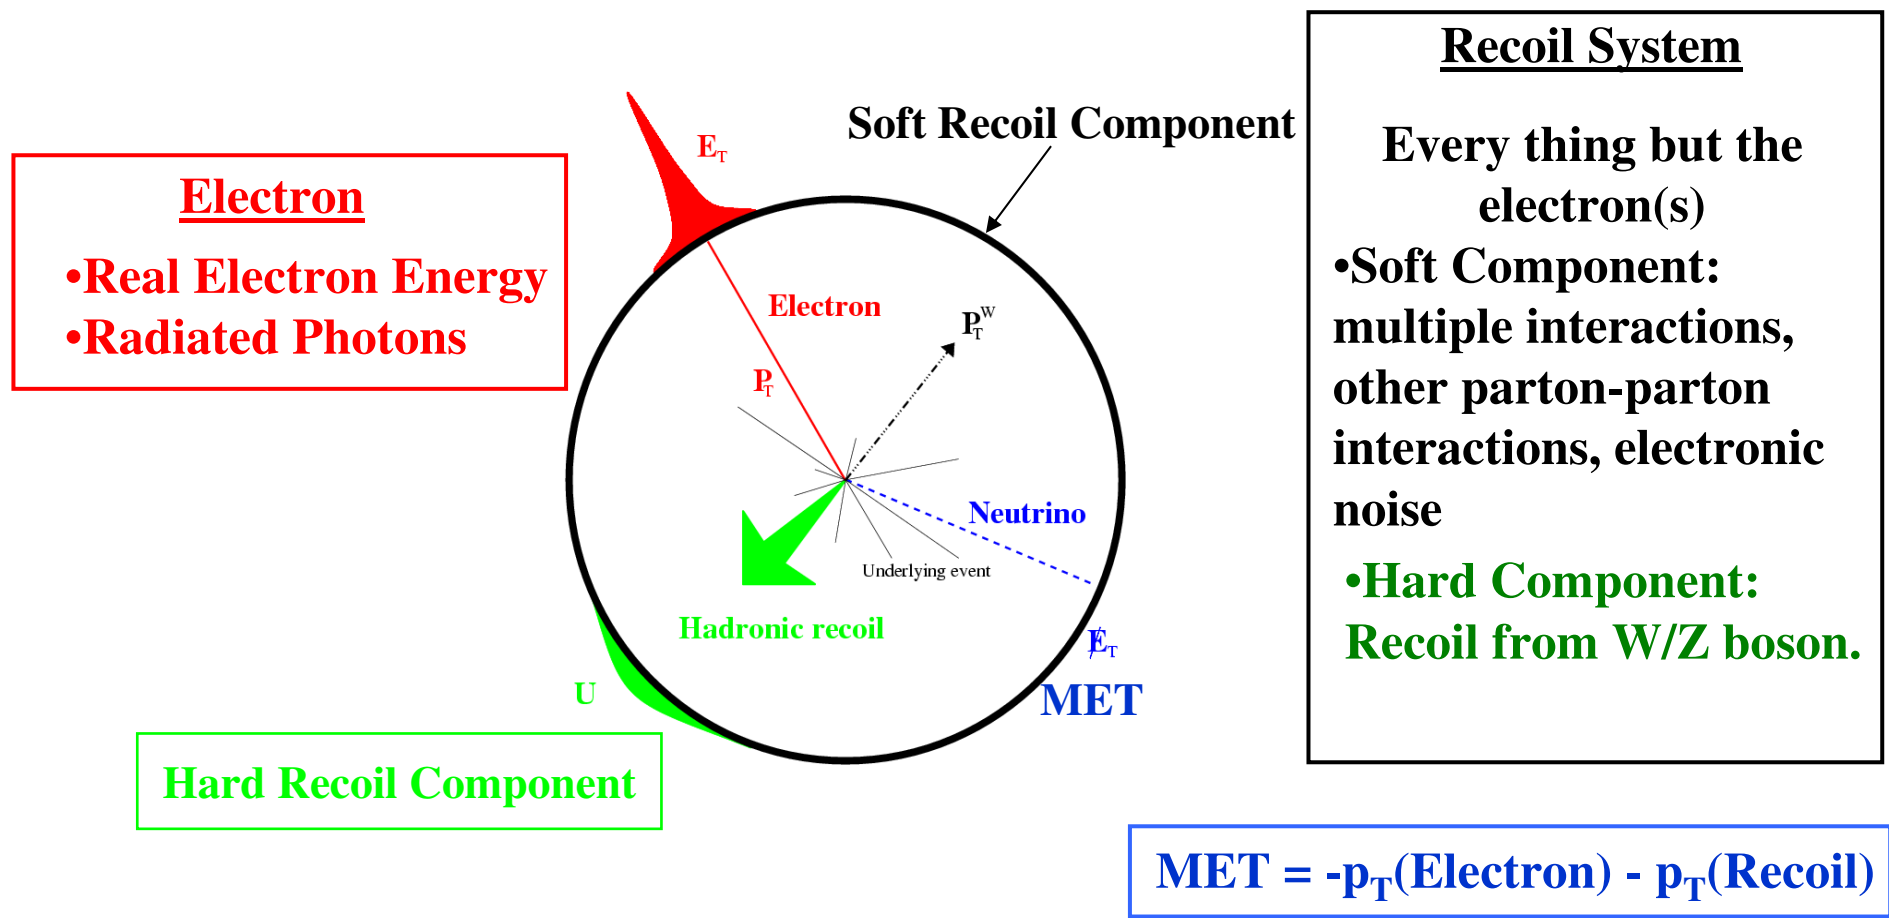 Electron
•Real Electron Energy
•Radiated Photons
E_T
Soft Recoil Component
Electron
P_T
P_T^W
Neutrino
Underlying event
Hadronic recoil
U
E̸_T
MET
Hard Recoil Component
Recoil System
Every thing but the
electron(s)
•Soft Component:
multiple interactions,
other parton-parton
interactions, electronic
noise
•Hard Component:
Recoil from W/Z boson.
MET = -p_T(Electron) - p_T(Recoil)